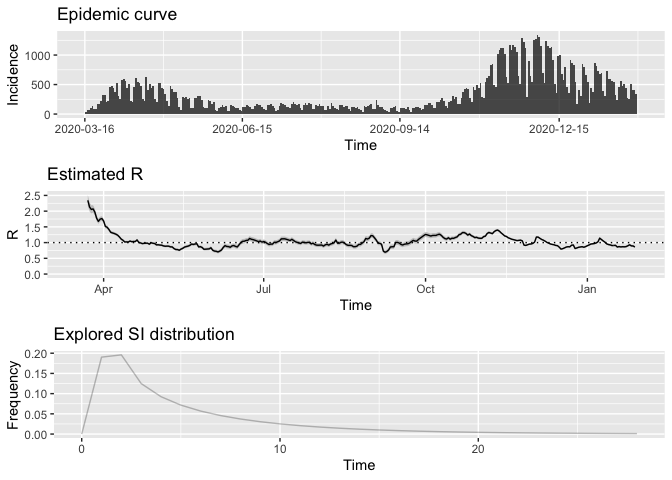 Epidemic curve
Incidence
1000
500
0
2020-03-16 2020-06-15 2020-09-14 2020-12-15
Time
Estimated R
R
2.5
2.0
1.5
1.0
0.5
0.0
Apr Jul Oct Jan
Time
Explored SI distribution
Frequency
0.20
0.15
0.10
0.05
0.00
0 10 20
Time